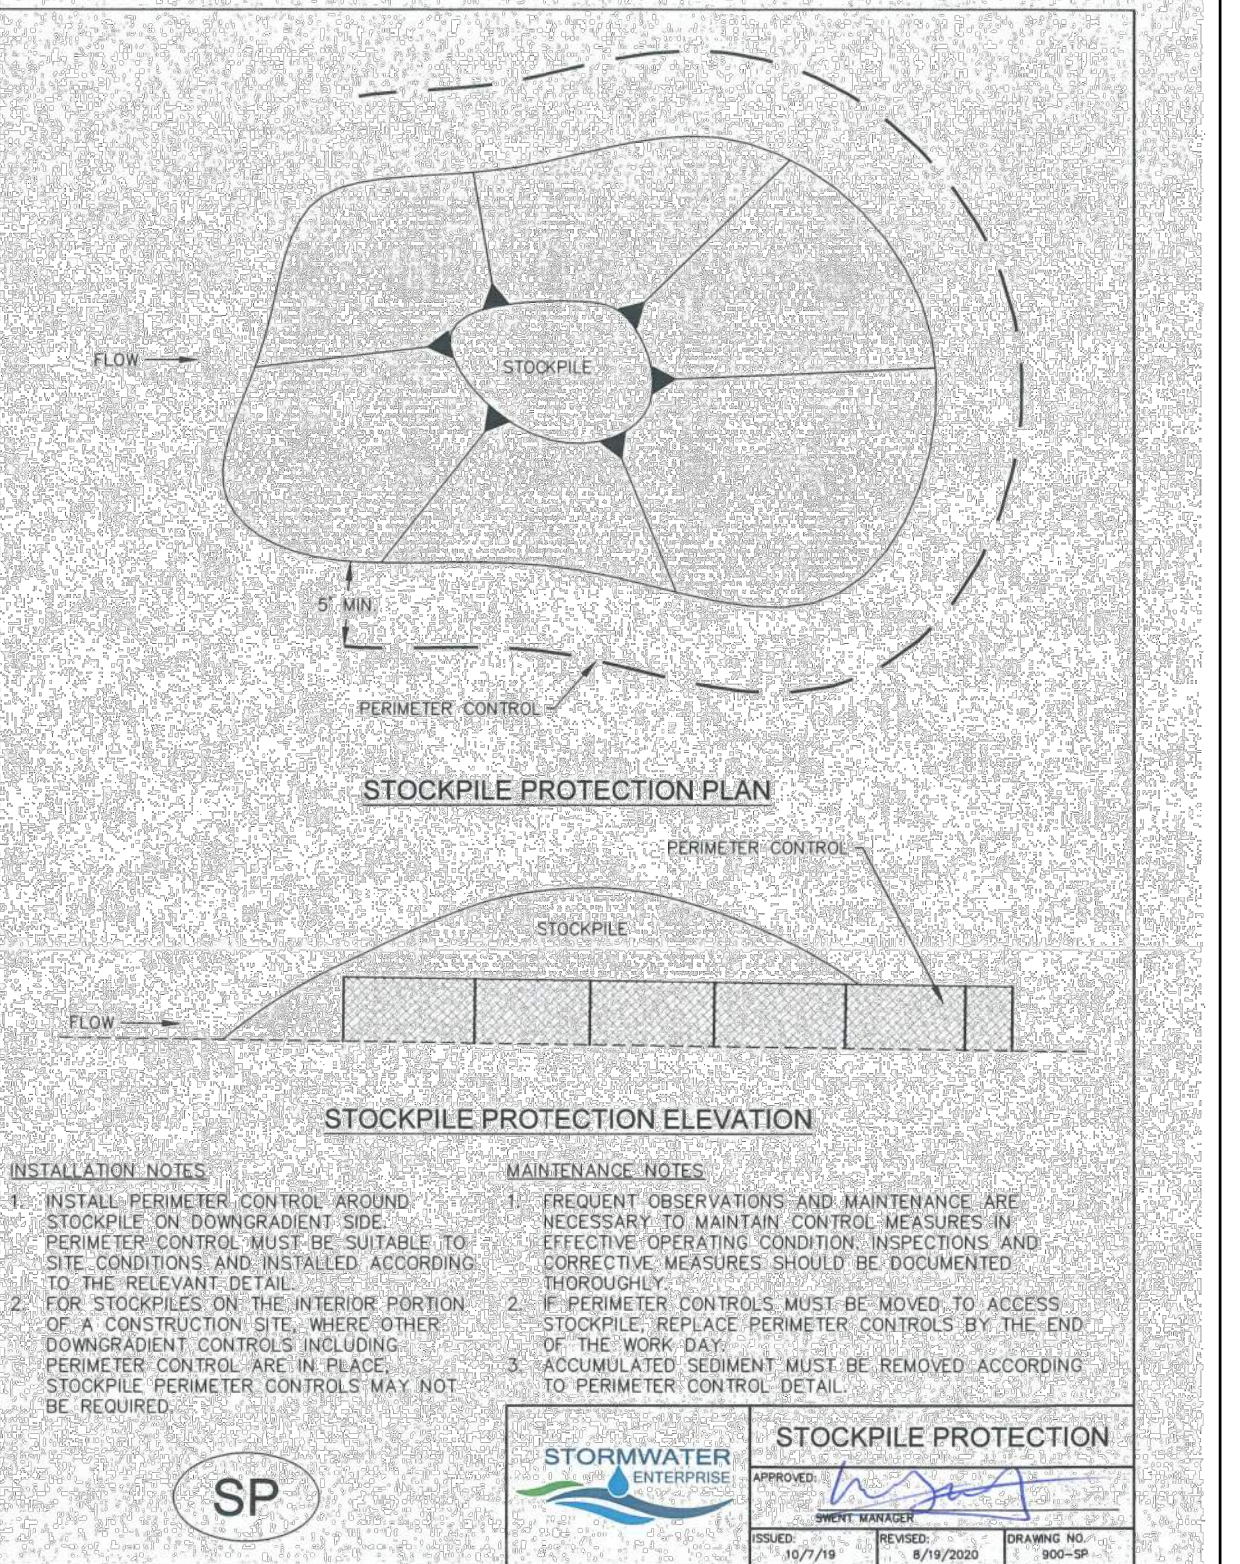 FLOW
STOCKPILE
5' MIN.
PERIMETER CONTROL
STOCKPILE PROTECTION PLAN
PERIMETER CONTROL
STOCKPILE
FLOW
STOCKPILE PROTECTION ELEVATION
INSTALLATION NOTES
1. INSTALL PERIMETER CONTROL AROUND
STOCKPILE ON DOWNGRADIENT SIDE.
PERIMETER CONTROL MUST BE SUITABLE TO
SITE CONDITIONS AND INSTALLED ACCORDING
TO THE RELEVANT DETAIL.
2. FOR STOCKPILES ON THE INTERIOR PORTION
OF A CONSTRUCTION SITE, WHERE OTHER
DOWNGRADIENT CONTROLS INCLUDING
PERIMETER CONTROL ARE IN PLACE,
STOCKPILE PERIMETER CONTROLS MAY NOT
BE REQUIRED.
MAINTENANCE NOTES
1. FREQUENT OBSERVATIONS AND MAINTENANCE ARE
NECESSARY TO MAINTAIN CONTROL MEASURES IN
EFFECTIVE OPERATING CONDITION. INSPECTIONS AND
CORRECTIVE MEASURES SHOULD BE DOCUMENTED
THOROUGHLY.
2. IF PERIMETER CONTROLS MUST BE MOVED TO ACCESS
STOCKPILE, REPLACE PERIMETER CONTROLS BY THE END
OF THE WORK DAY.
3. ACCUMULATED SEDIMENT MUST BE REMOVED ACCORDING
TO PERIMETER CONTROL DETAIL.
SP
STORMWATER
ENTERPRISE
STOCKPILE PROTECTION
APPROVED:
SWENT MANAGER
ISSUED: 10/7/19
REVISED: 8/19/2020
DRAWING NO. 900-SP